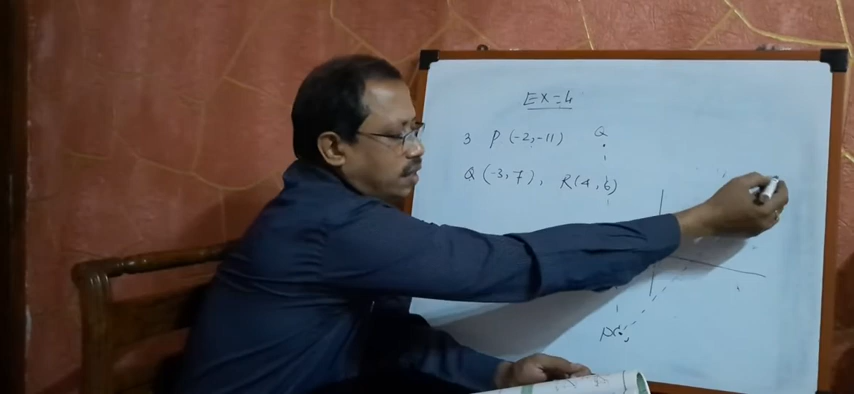 EX=4
3 P (-2,-11) Q
Q (-3,7), R(4,6)